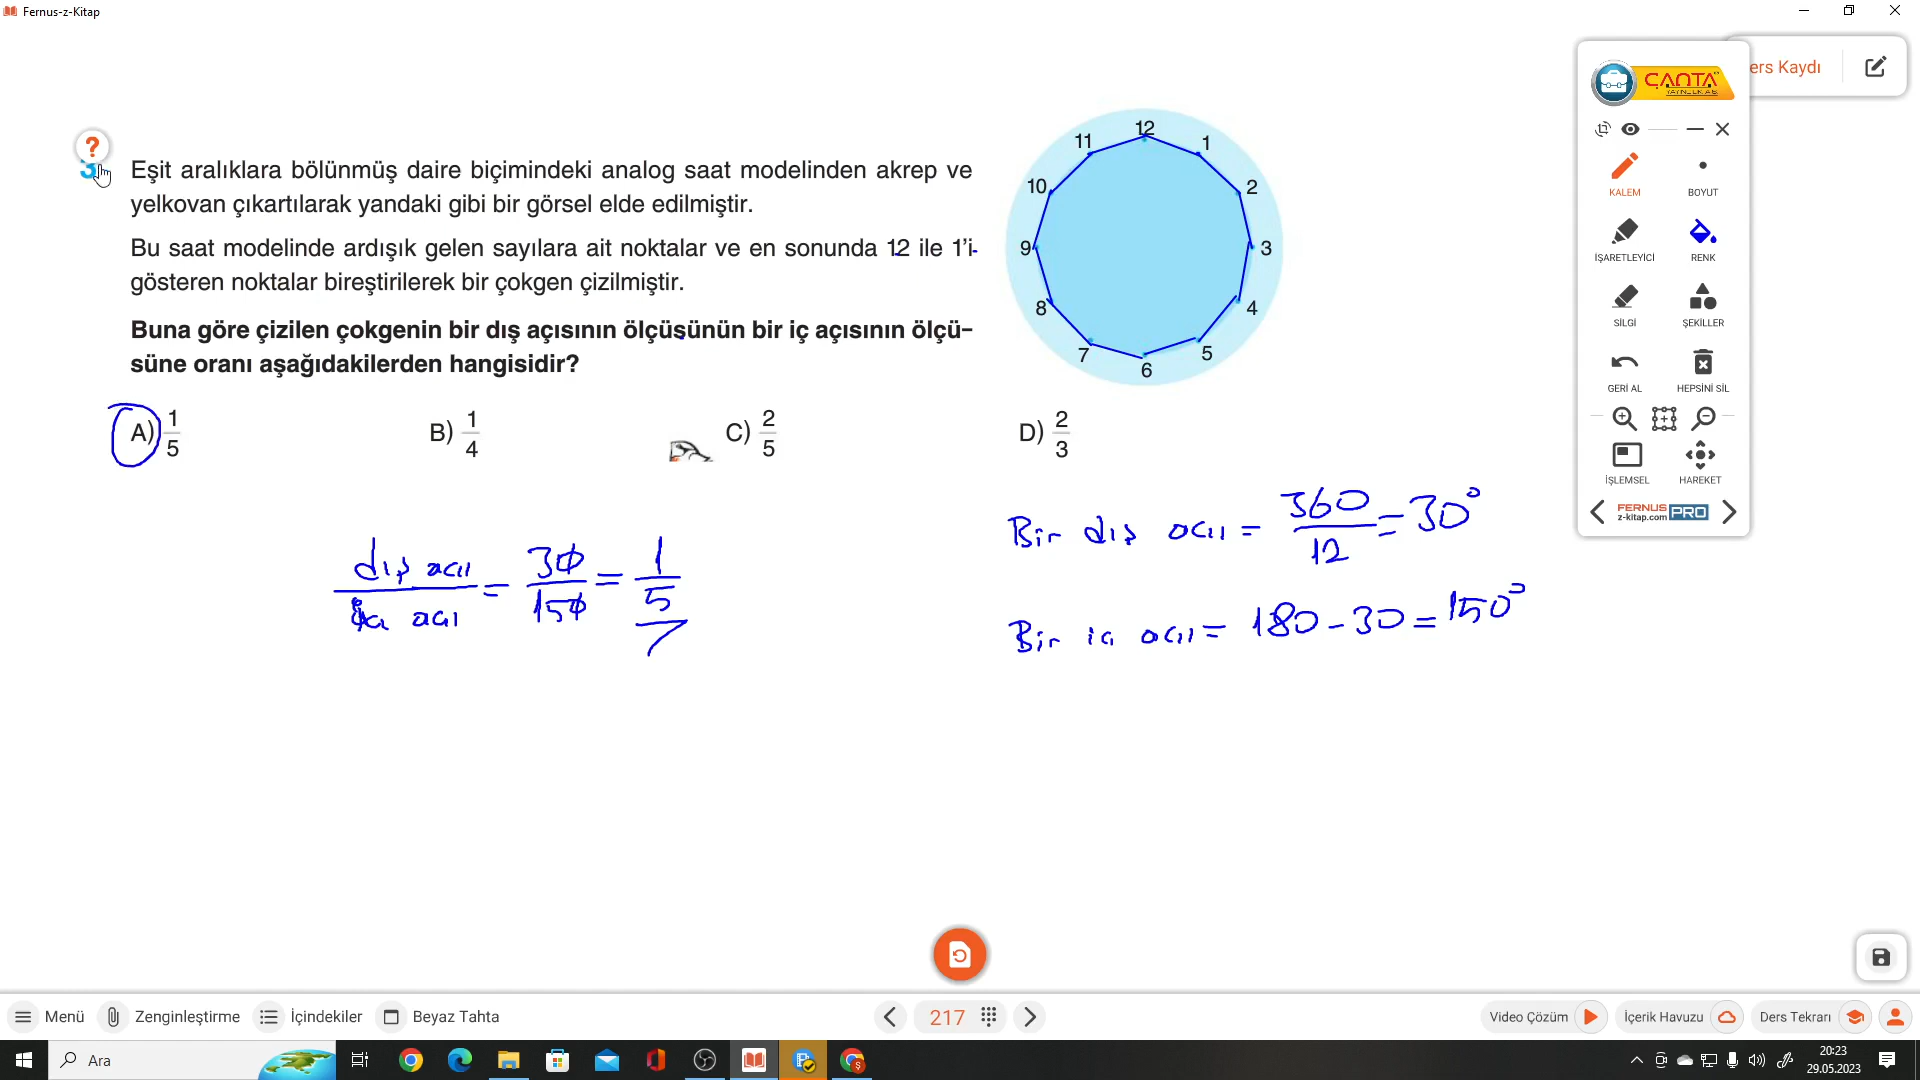 Fernus-z-Kitap
ers Kaydı
ÇANTA
YAYINLILARI
?
3
Eşit aralıklara bölünmüş daire biçimindeki analog saat modelinden akrep ve
yelkovan çıkartılarak yandaki gibi bir görsel elde edilmiştir.
Bu saat modelinde ardışık gelen sayılara ait noktalar ve en sonunda 12 ile 1'i
gösteren noktalar bireştirilerek bir çokgen çizilmiştir.
Buna göre çizilen çokgenin bir dış açısının ölçüsünün bir iç açısının ölçü-
süne oranı aşağıdakilerden hangisidir?
12
11 1
10 2
9 3
8 4
7 5
6
A) 1/5 B) 1/4 C) 2/5 D) 2/3
Bir dış acıı = 360/12 = 30°
dış acıı/iç acı = 30/150 = 1/5
Bir iç acıı = 180 - 30 = 150°
KALEM BOYUT
İŞARETLEYİCİ RENK
SİLGİ ŞEKİLLER
GERİ AL HEPSİNİ SİL
İŞLEMSEL HAREKET
FERNUS
z-kitap.com PRO
Menü Zenginleştirme İçindekiler Beyaz Tahta 217 Video Çözüm İçerik Havuzu Ders Tekrarı
Ara
20:23
29.05.2023